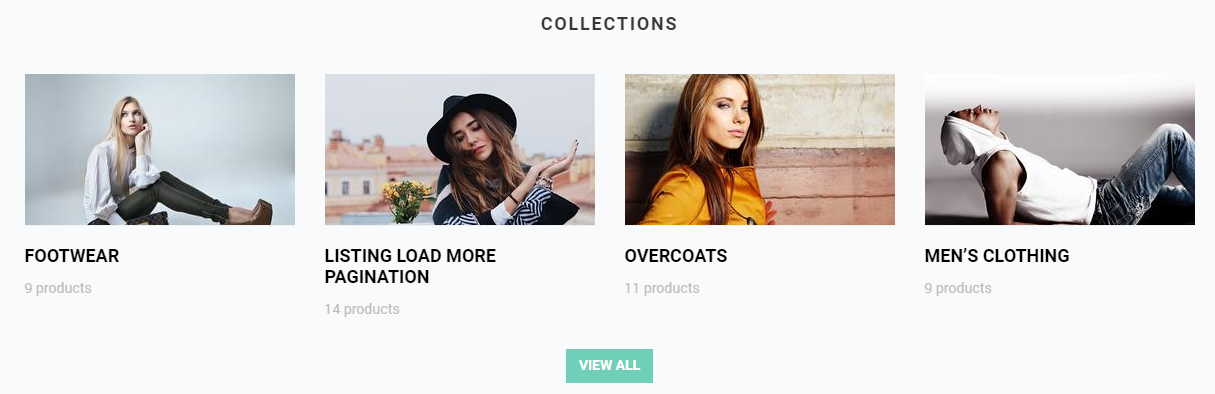 COLLECTIONS
FOOTWEAR
9 products
LISTING LOAD MORE
PAGINATION
14 products
OVERCOATS
11 products
MEN’S CLOTHING
9 products
VIEW ALL